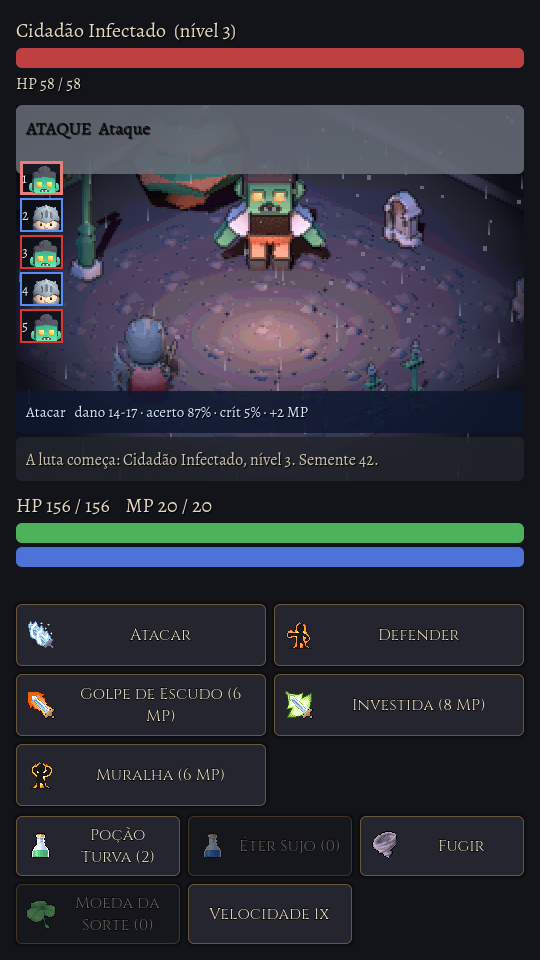 Cidadão Infectado (nível 3)
HP 58 / 58
ATAQUE Ataque
1
2
3
4
5
Atacar dano 14-17 · acerto 87% · crít 5% · +2 MP
A luta começa: Cidadão Infectado, nível 3. Semente 42.
HP 156 / 156 MP 20 / 20
Atacar
Defender
Golpe de Escudo (6
MP)
Investida (8 MP)
Muralha (6 MP)
Poção
Turva (2)
Éter Sujo (0)
Fugir
Moeda da
Sorte (0)
Velocidade 1x